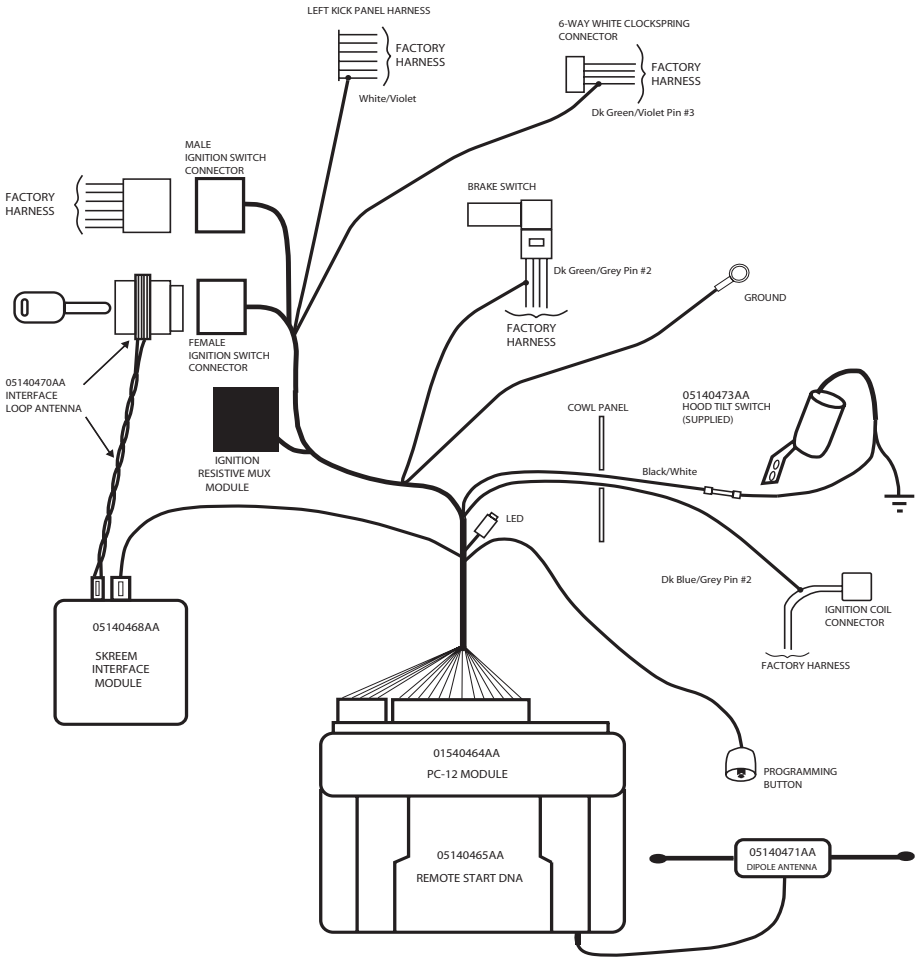 LEFT KICK PANEL HARNESS
FACTORY
HARNESS
White/Violet
6-WAY WHITE CLOCKSPRING
CONNECTOR
FACTORY
HARNESS
Dk Green/Violet Pin #3
MALE
IGNITION SWITCH
CONNECTOR
FACTORY
HARNESS
BRAKE SWITCH
Dk Green/Grey Pin #2
FACTORY
HARNESS
GROUND
FEMALE
IGNITION SWITCH
CONNECTOR
05140470AA
INTERFACE
LOOP ANTENNA
IGNITION
RESISTIVE MUX
MODULE
COWL PANEL
05140473AA
HOOD TILT SWITCH
(SUPPLIED)
Black/White
LED
Dk Blue/Grey Pin #2
IGNITION COIL
CONNECTOR
FACTORY HARNESS
05140468AA
SKREEM
INTERFACE
MODULE
01540464AA
PC-12 MODULE
PROGRAMMING
BUTTON
05140465AA
REMOTE START DNA
05140471AA
DIPOLE ANTENNA